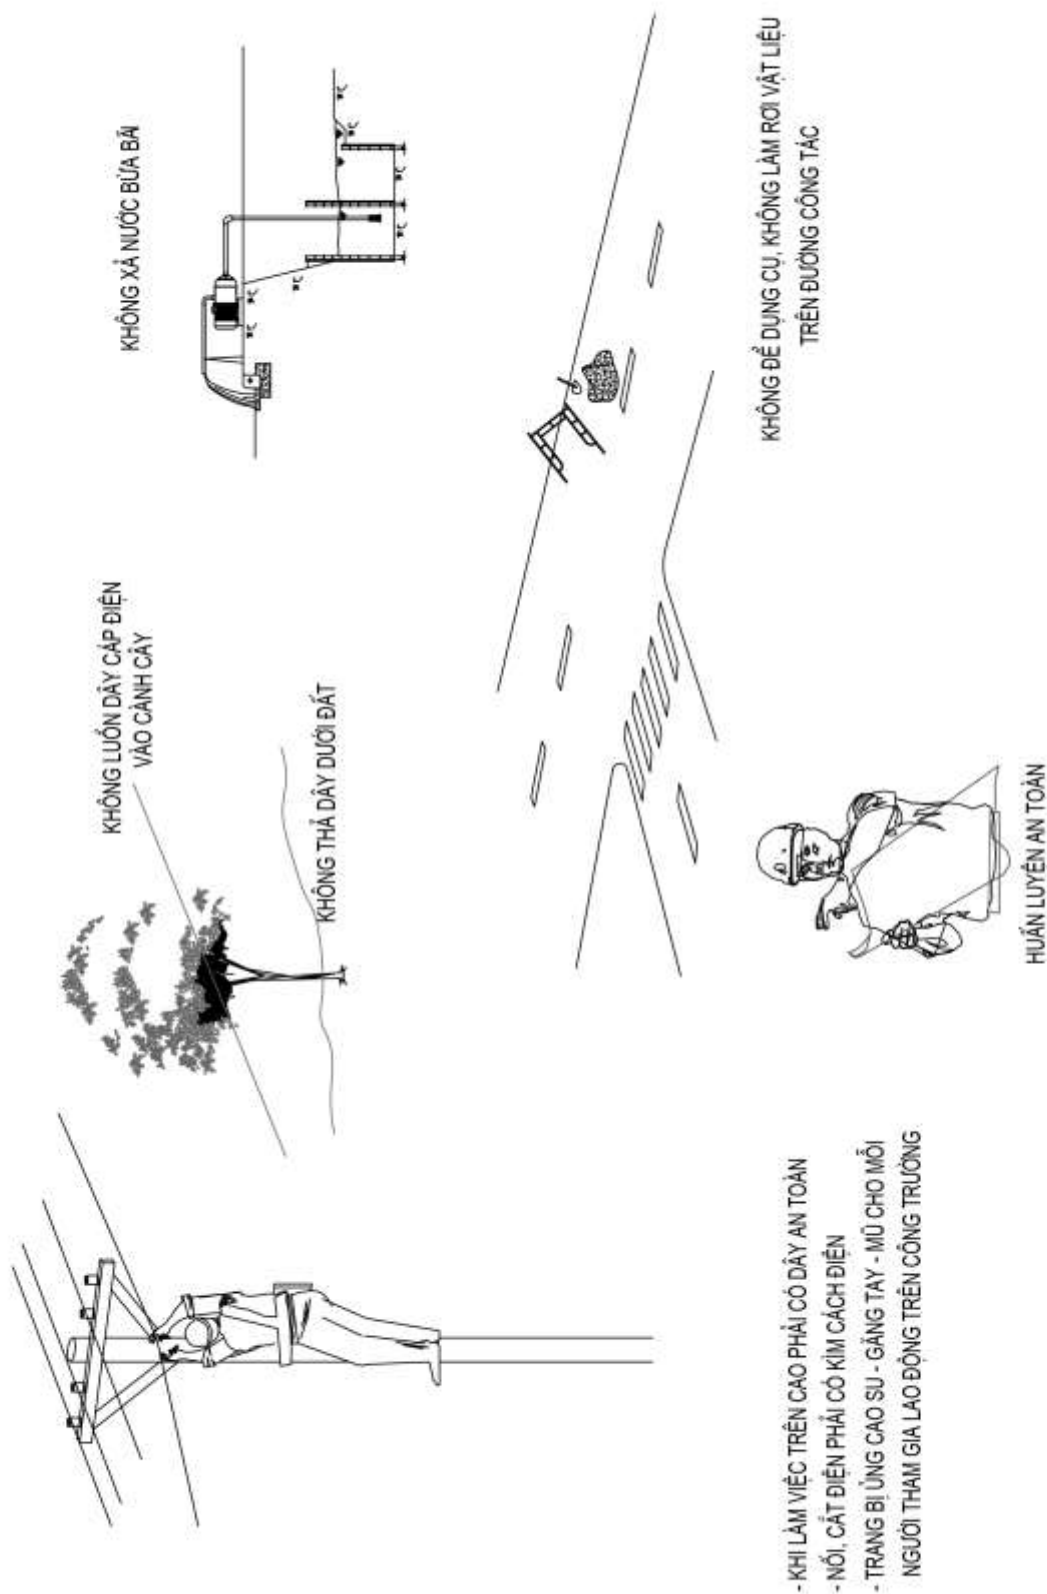 - KHI LÀM VIỆC TRÊN CAO PHẢI CÓ DÂY AN TOÀN
- NỐI, CẮT ĐIỆN PHẢI CÓ KÌM CÁCH ĐIỆN
- TRANG BỊ ỦNG CAO SU - GĂNG TAY - MŨ CHO MỖI
NGƯỜI THAM GIA LAO ĐỘNG TRÊN CÔNG TRƯỜNG
KHÔNG LUỒN DÂY CÁP ĐIỆN
VÀO CÀNH CÂY
KHÔNG THẢ DÂY DƯỚI ĐẤT
KHÔNG XẢ NƯỚC BỪA BÃI
HUẤN LUYỆN AN TOÀN
KHÔNG ĐỂ DỤNG CỤ, KHÔNG LÀM RƠI VẬT LIỆU
TRÊN ĐƯỜNG CÔNG TÁC